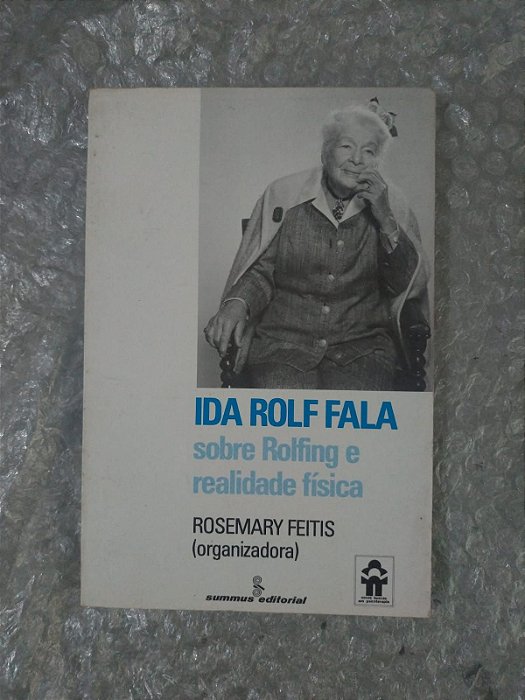 IDA ROLF FALA
sobre Rolfing e
realidade física
ROSEMARY FEITIS
(organizadora)
summus editorial